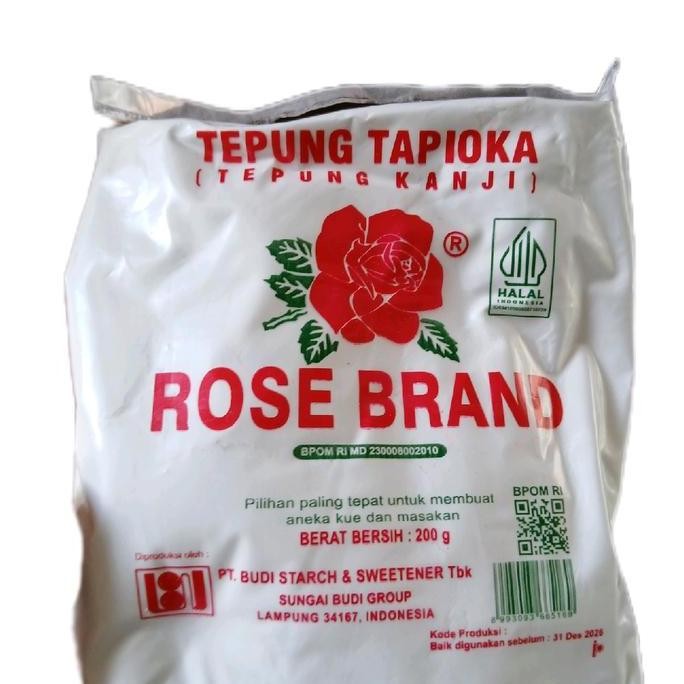 TEPUNG TAPIOKA
( TEPUNG KANJI )
®
HALAL
INDONESIA
ROSE BRAND
BPOM RI MD 230008002010
Pilihan paling tepat untuk membuat
aneka kue dan masakan
BERAT BERSIH : 200 g
BPOM RI
Diproduksi oleh :
PT. BUDI STARCH & SWEETENER Tbk
SUNGAI BUDI GROUP
LAMPUNG 34167, INDONESIA
Kode Produksi :
Baik digunakan sebelum : 31 Des 2026